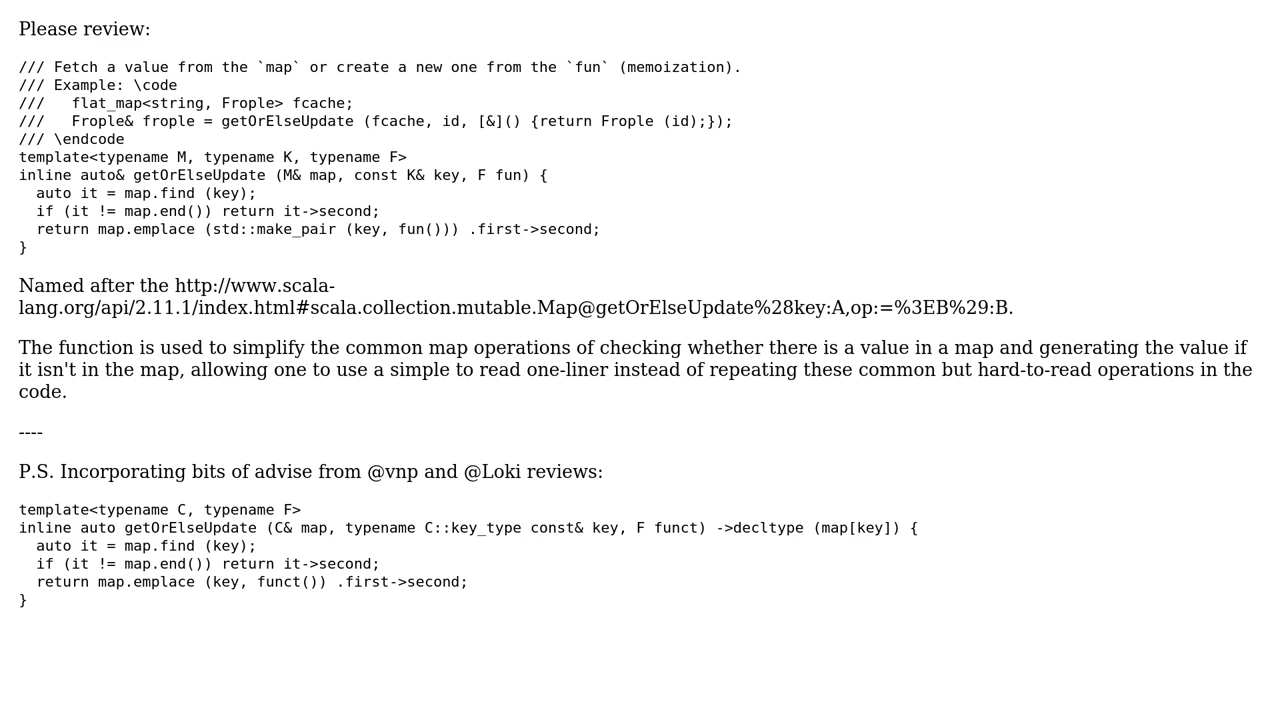 Please review:
/// Fetch a value from the `map` or create a new one from the `fun` (memoization).
/// Example: \code
///   flat_map<string, Frople> fcache;
///   Frople& frople = getOrElseUpdate (fcache, id, [&]() {return Frople (id);});
/// \endcode
template<typename M, typename K, typename F>
inline auto& getOrElseUpdate (M& map, const K& key, F fun) {
  auto it = map.find (key);
  if (it != map.end()) return it->second;
  return map.emplace (std::make_pair (key, fun())) .first->second;
}
Named after the http://www.scala-
lang.org/api/2.11.1/index.html#scala.collection.mutable.Map@getOrElseUpdate%28key:A,op:=%3EB%29:B.
The function is used to simplify the common map operations of checking whether there is a value in a map and generating the value if
it isn't in the map, allowing one to use a simple to read one-liner instead of repeating these common but hard-to-read operations in the
code.
----
P.S. Incorporating bits of advise from @vnp and @Loki reviews:
template<typename C, typename F>
inline auto getOrElseUpdate (C& map, typename C::key_type const& key, F funct) ->decltype (map[key]) {
  auto it = map.find (key);
  if (it != map.end()) return it->second;
  return map.emplace (key, funct()) .first->second;
}